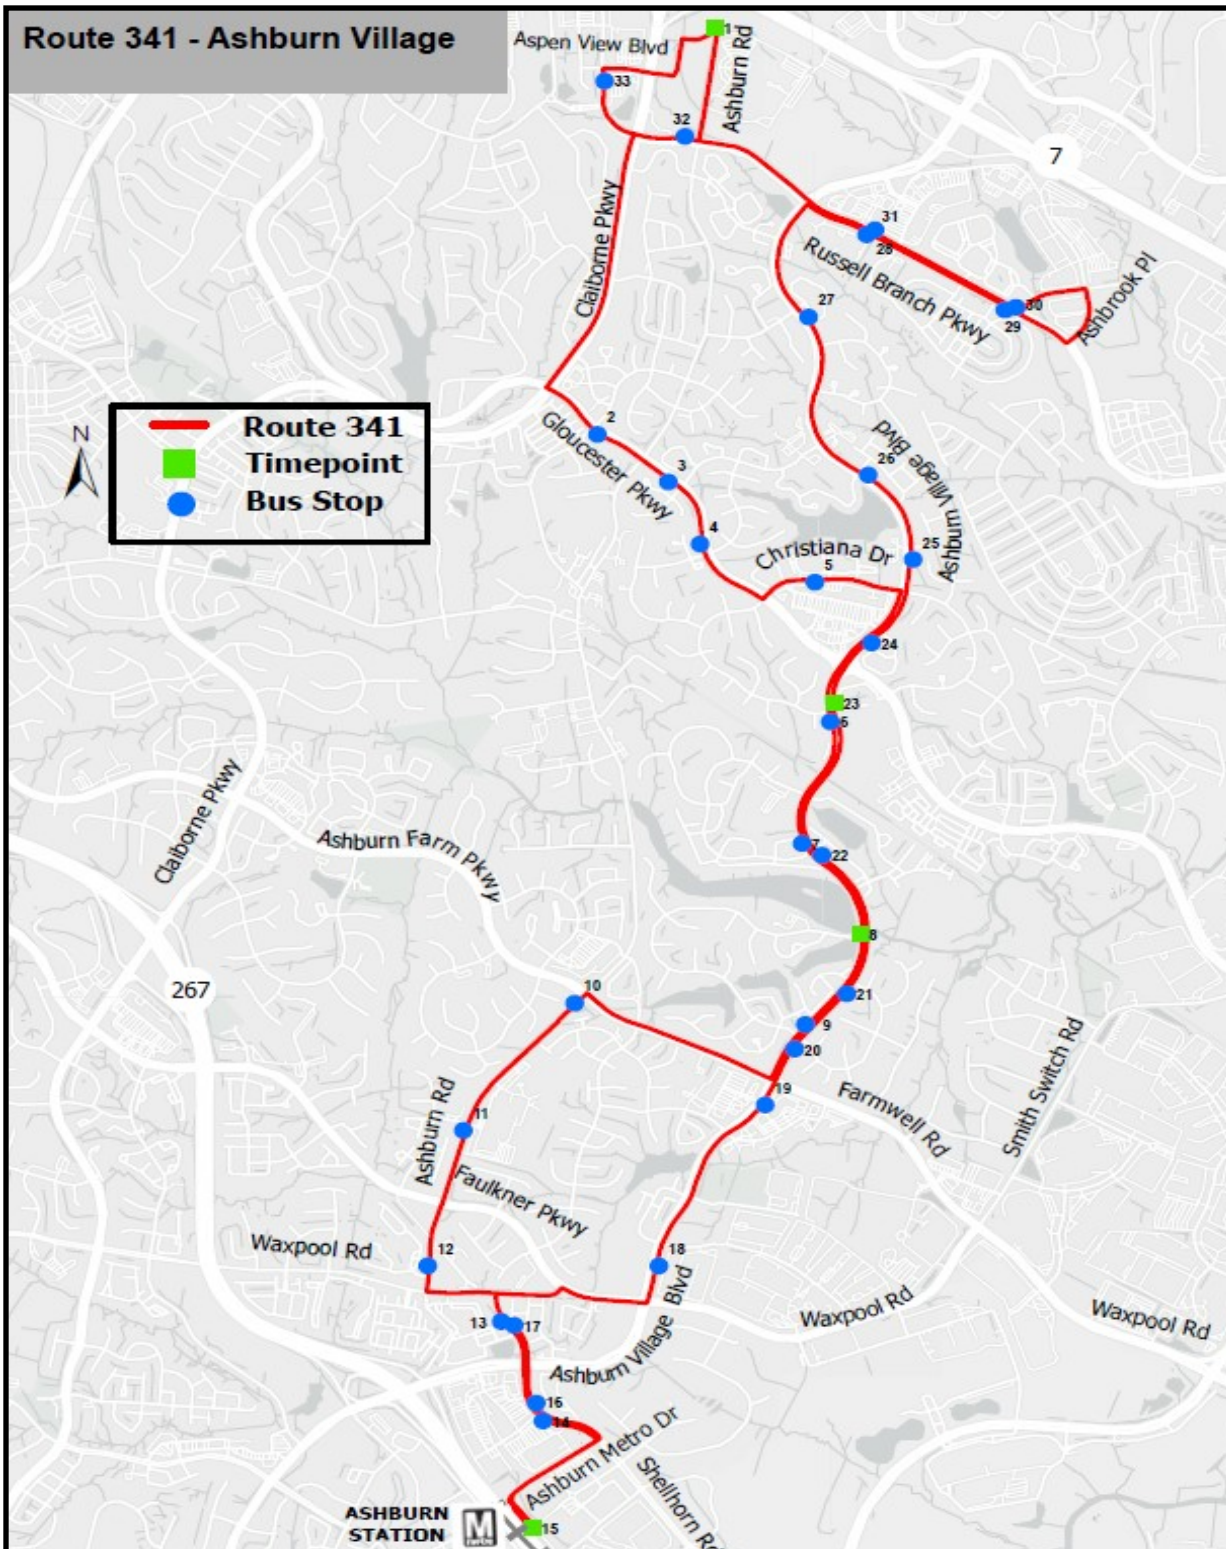 Route 341 - Ashburn Village
Aspen View Blvd
1
Ashburn Rd
33
32
7
31
28
Claiborne Pkwy
Russell Branch Pkwy
Ashbrook Pl
27
30
29
Route 341
Timepoint
Bus Stop
N
2
Gloucester Pkwy
3
26
Ashburn Village Blvd
4
Christiana Dr
25
5
24
23
6
Claiborne Pkwy
Ashburn Farm Pkwy
7
22
8
267
10
21
9
20
Smith Switch Rd
19
Farmwell Rd
Ashburn Rd
11
Faulkner Pkwy
Waxpool Rd
12
18
Ashburn Village Blvd
Waxpool Rd
Waxpool Rd
13
17
16
14
Ashburn Metro Dr
Shellhorn Rd
ASHBURN
STATION
M
15